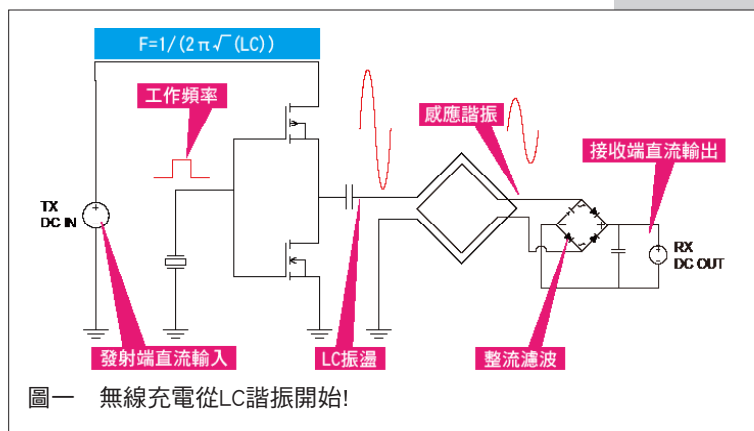 F=1/(2π√(LC))
工作頻率
感應諧振
接收端直流輸出
TX
DC IN
RX
DC OUT
發射端直流輸入
LC振盪
整流濾波
圖一 無線充電從LC諧振開始!